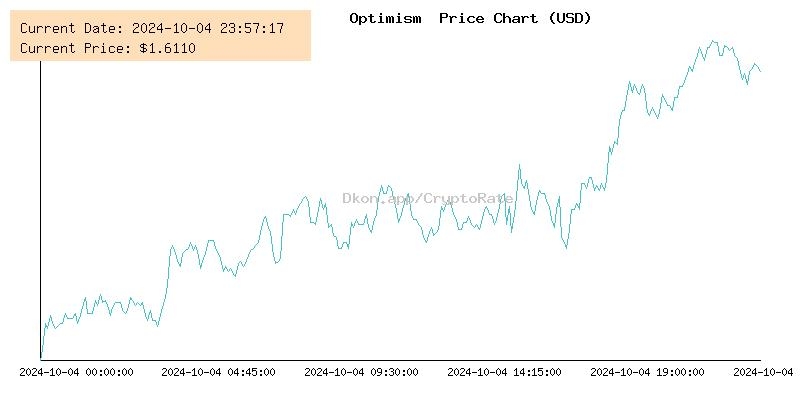 Optimism Price Chart (USD)
Current Date: 2024-10-04 23:57:17
Current Price: $1.6110
Dkon.app/CryptoRate
2024-10-04 00:00:00 2024-10-04 04:45:00 2024-10-04 09:30:00 2024-10-04 14:15:00 2024-10-04 19:00:00 2024-10-04